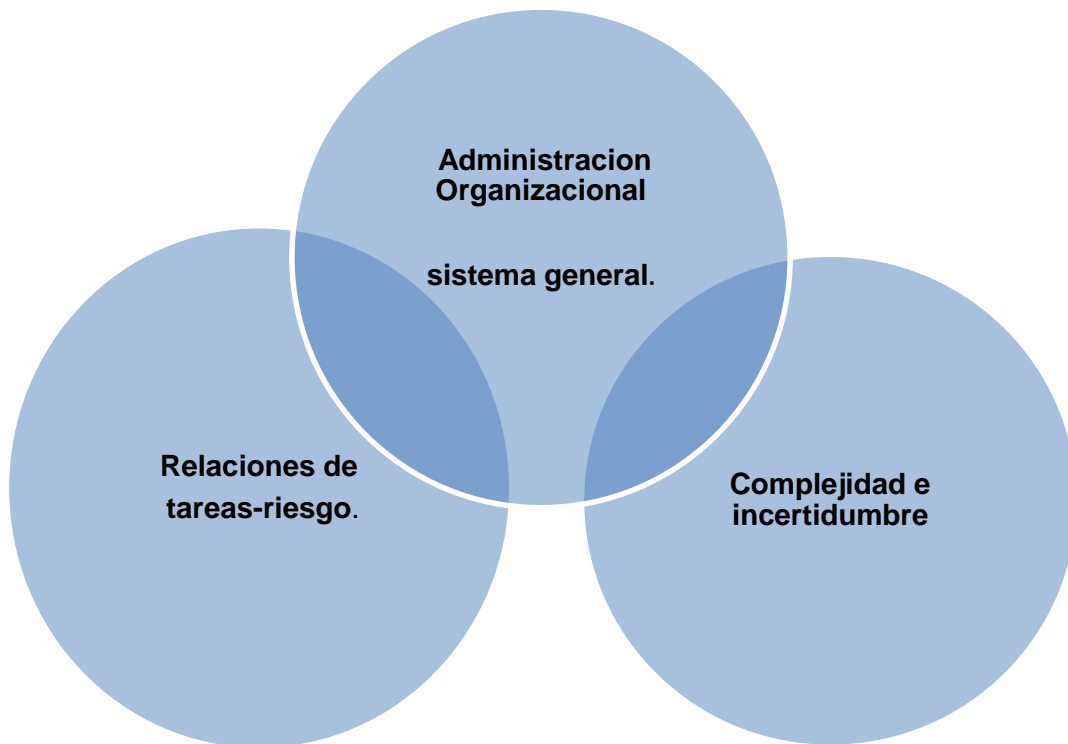 Administracion
Organizacional
sistema general.
Relaciones de
tareas-riesgo.
Complejidad e
incertidumbre